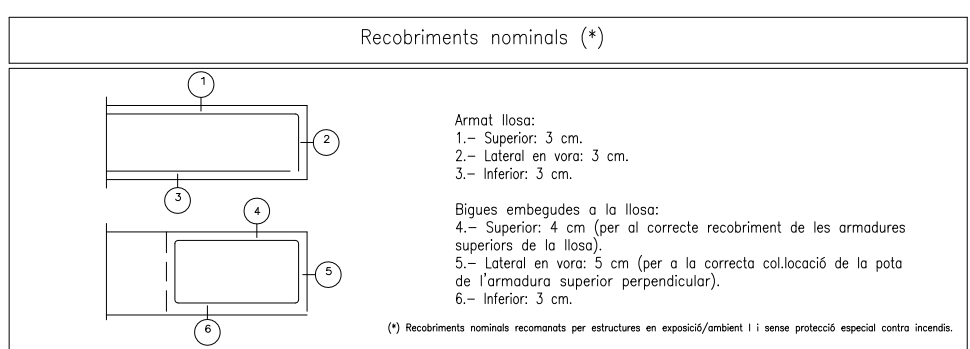 Recobriments nominals (*)
1
2
3
Armat llosa:
1.- Superior: 3 cm.
2.- Lateral en vora: 3 cm.
3.- Inferior: 3 cm.
4
5
6
Bigues embegudes a la llosa:
4.- Superior: 4 cm (per al correcte recobriment de les armadures
superiors de la llosa).
5.- Lateral en vora: 5 cm (per a la correcta col.locació de la pota
de l'armadura superior perpendicular).
6.- Inferior: 3 cm.
(*) Recobriments nominals recomanats per estructures en exposició/ambient I i sense protecció especial contra incendis.